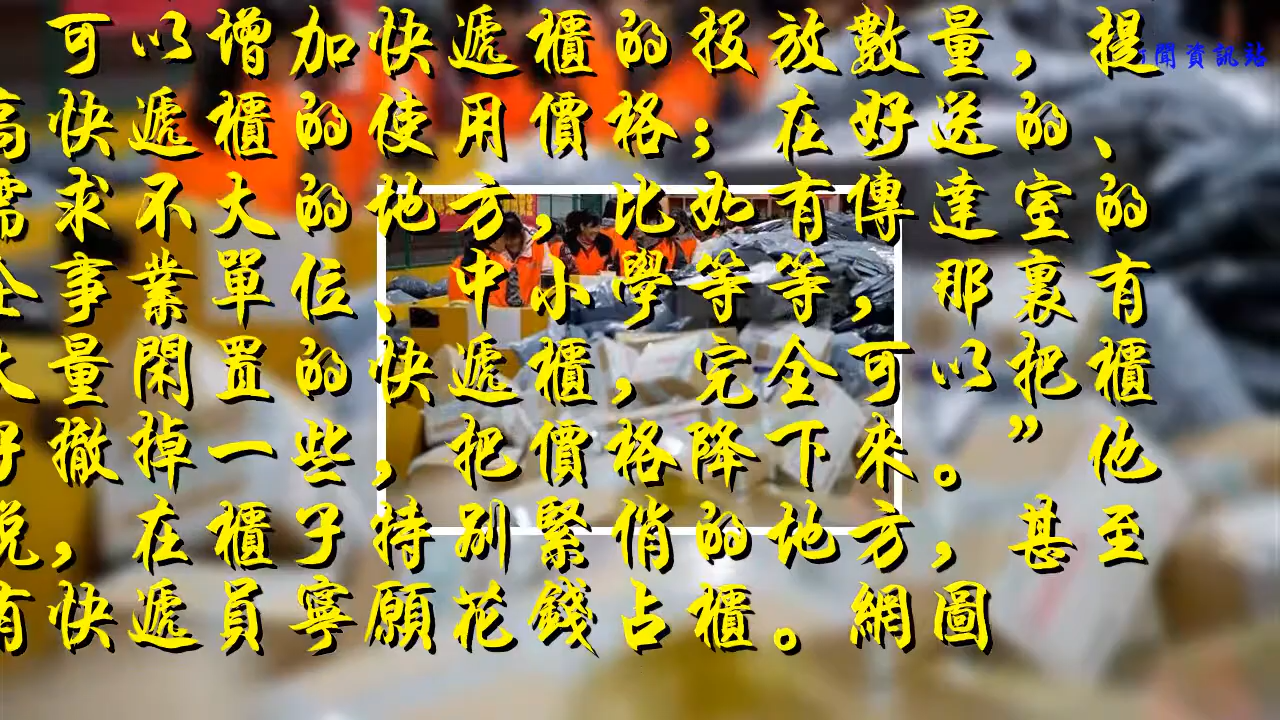 可以增加快遞櫃的投放數量，提
高快遞櫃的使用價格；在好送的、
需求不大的地方，比如有傳達室的
企事業單位、中小學等等，那裏有
大量閑置的快遞櫃，完全可以把櫃
好撤掉一些，把價格降下來。”他
說，在櫃子特別緊俏的地方，甚至
有快遞員寧願花錢占櫃。網圖
聞資訊站